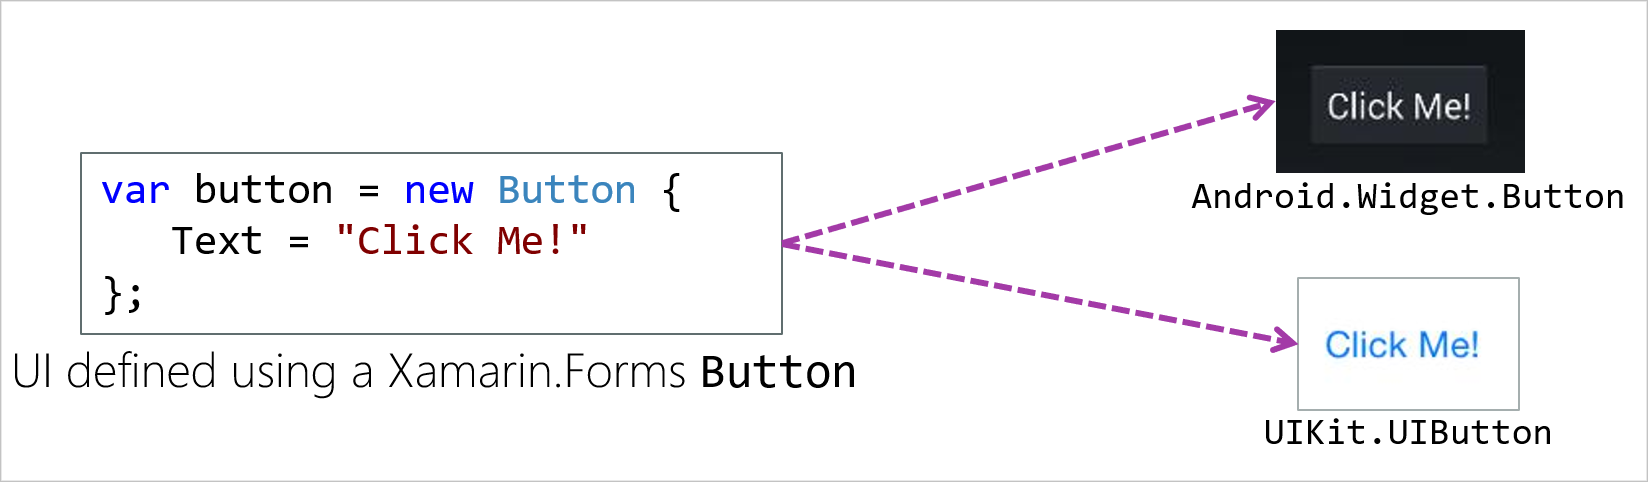 var button = new Button {
Text = "Click Me!"
};
UI defined using a Xamarin.Forms Button
Click Me!
Android.Widget.Button
Click Me!
UIKit.UIButton